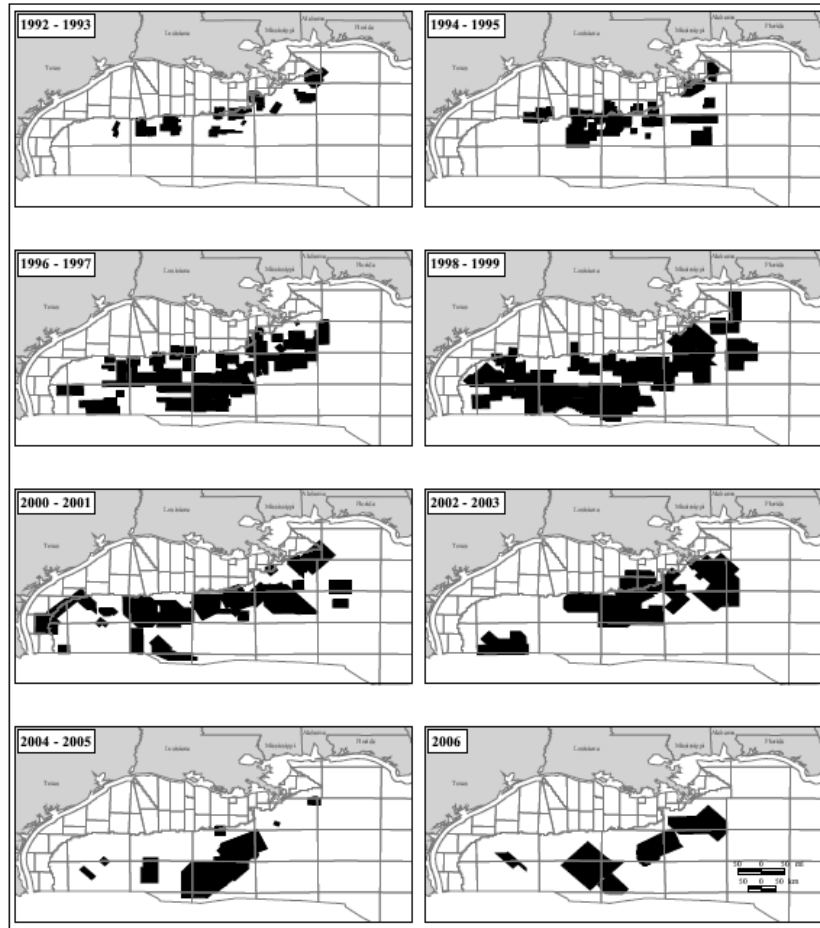 1992 - 1993
Texas
Louisiana
Mississippi
Alabama
Florida
1994 - 1995
Texas
Louisiana
Mississippi
Alabama
Florida
1996 - 1997
Texas
Louisiana
Mississippi
Alabama
Florida
1998 - 1999
Texas
Louisiana
Mississippi
Alabama
Florida
2000 - 2001
Texas
Louisiana
Mississippi
Alabama
Florida
2002 - 2003
Texas
Louisiana
Mississippi
Alabama
Florida
2004 - 2005
Texas
Louisiana
Mississippi
Alabama
Florida
2006
Texas
Louisiana
Mississippi
Alabama
Florida
50 0 50 mi
50 0 50 km